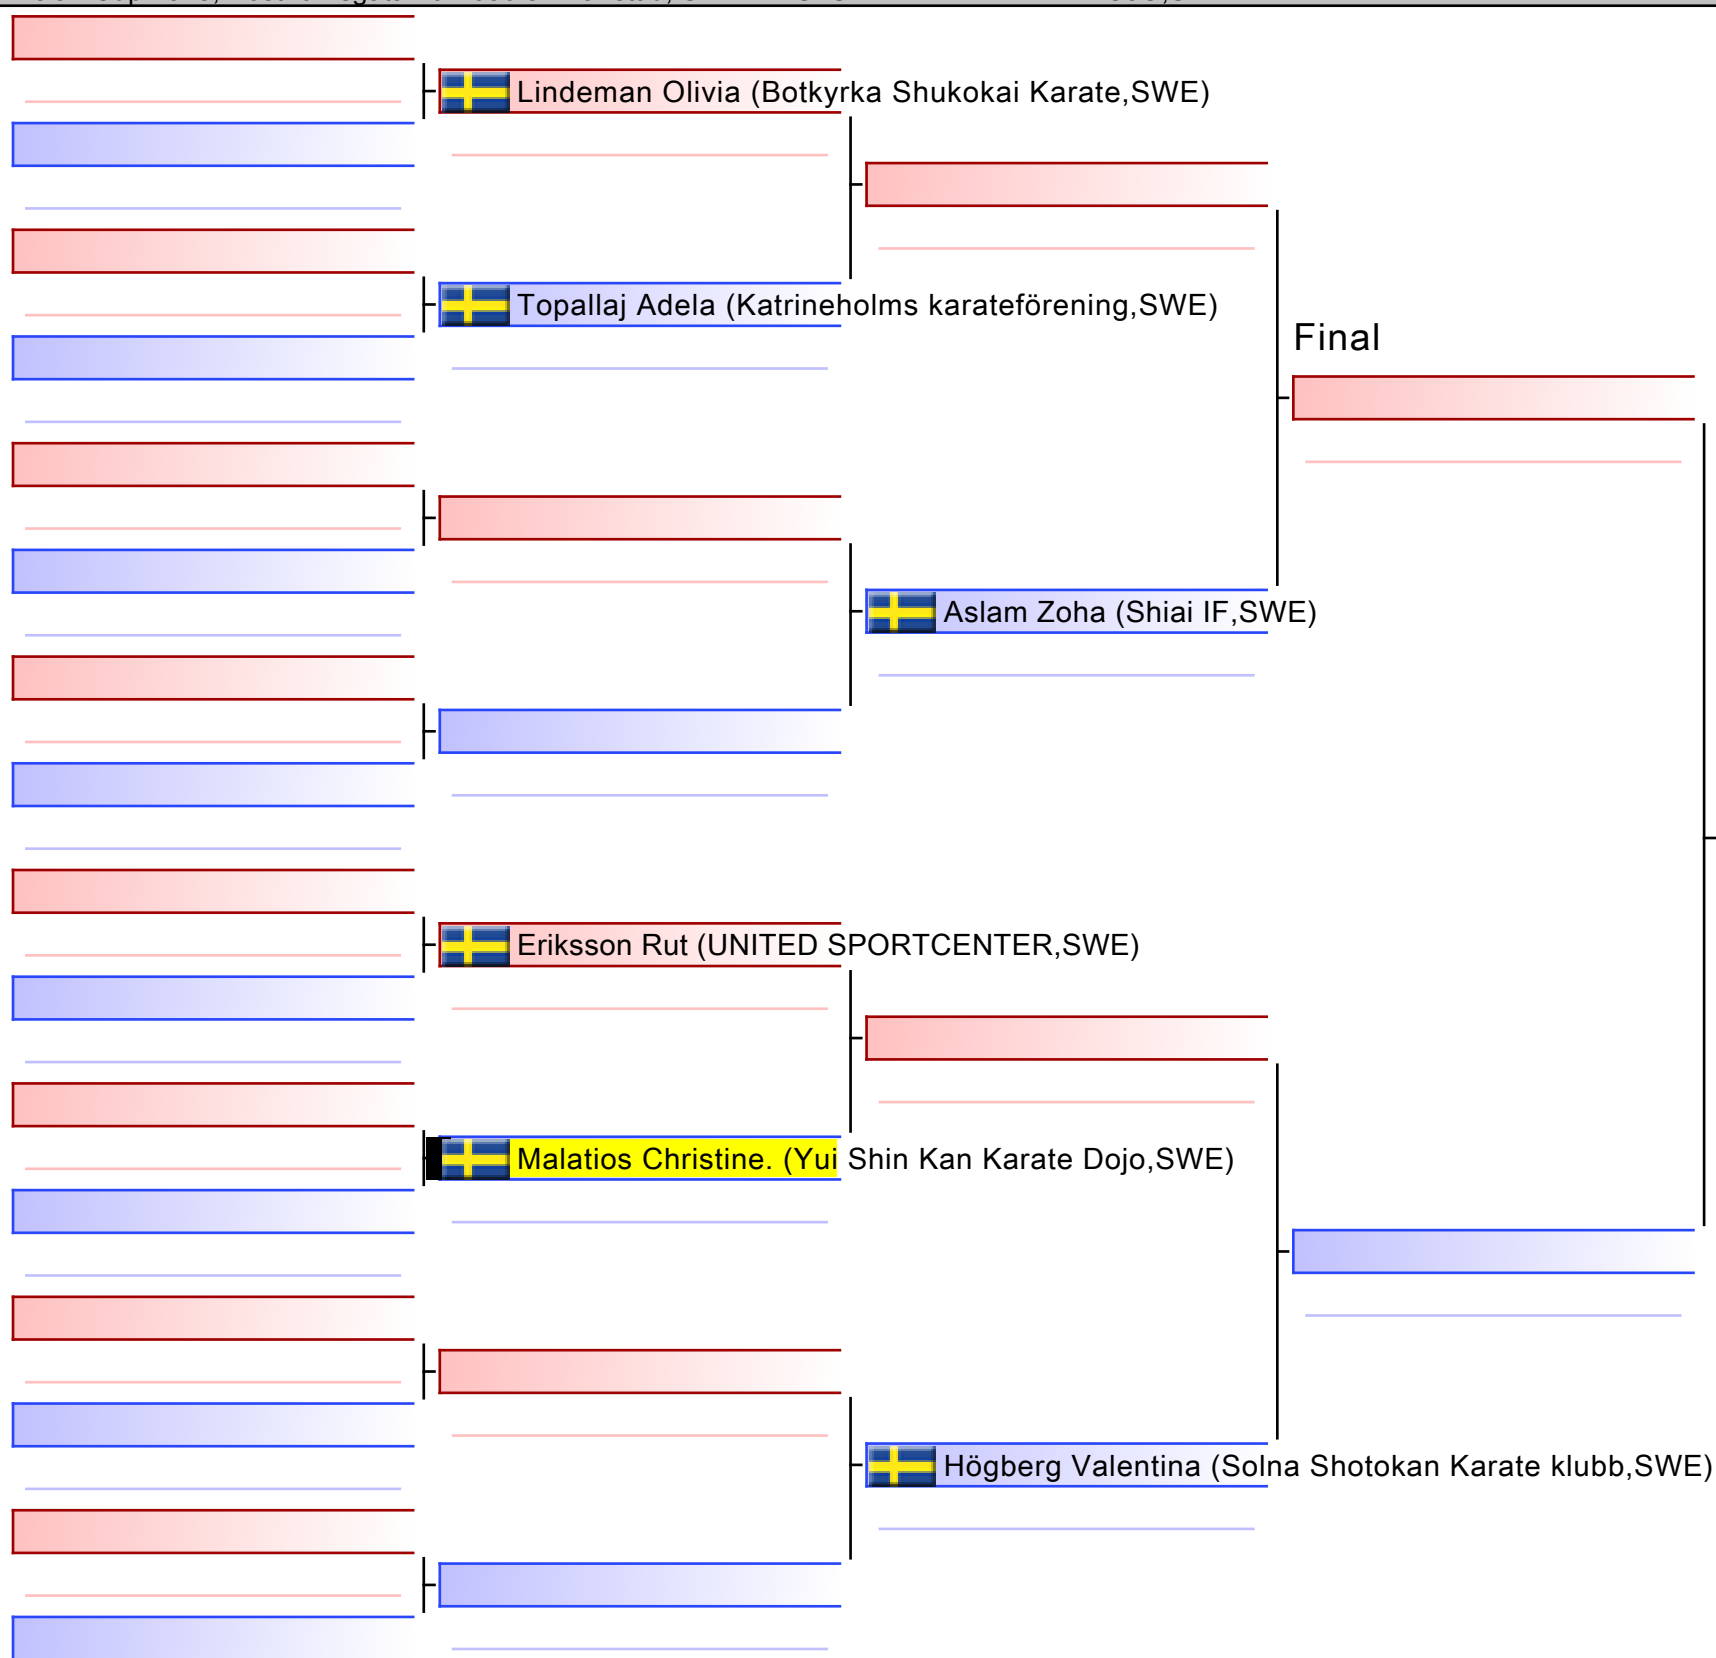 Lindeman Olivia (Botkyrka Shukokai Karate,SWE)
Topallaj Adela (Katrineholms karateförening,SWE)
Final
Aslam Zoha (Shiai IF,SWE)
Eriksson Rut (UNITED SPORTCENTER,SWE)
Malatios Christine. (Yui Shin Kan Karate Dojo,SWE)
Högberg Valentina (Solna Shotokan Karate klubb,SWE)